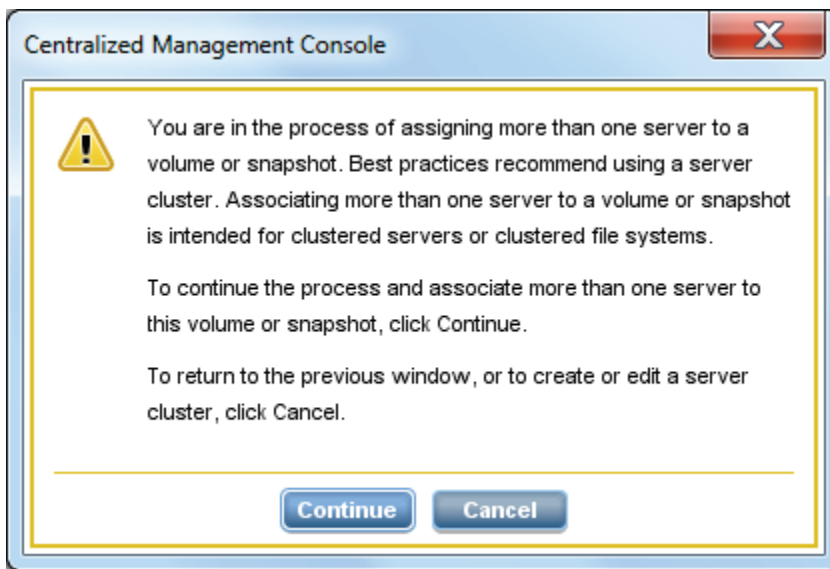 Centralized Management Console
You are in the process of assigning more than one server to a
volume or snapshot. Best practices recommend using a server
cluster. Associating more than one server to a volume or snapshot
is intended for clustered servers or clustered file systems.
To continue the process and associate more than one server to
this volume or snapshot, click Continue.
To return to the previous window, or to create or edit a server
cluster, click Cancel.
Continue Cancel